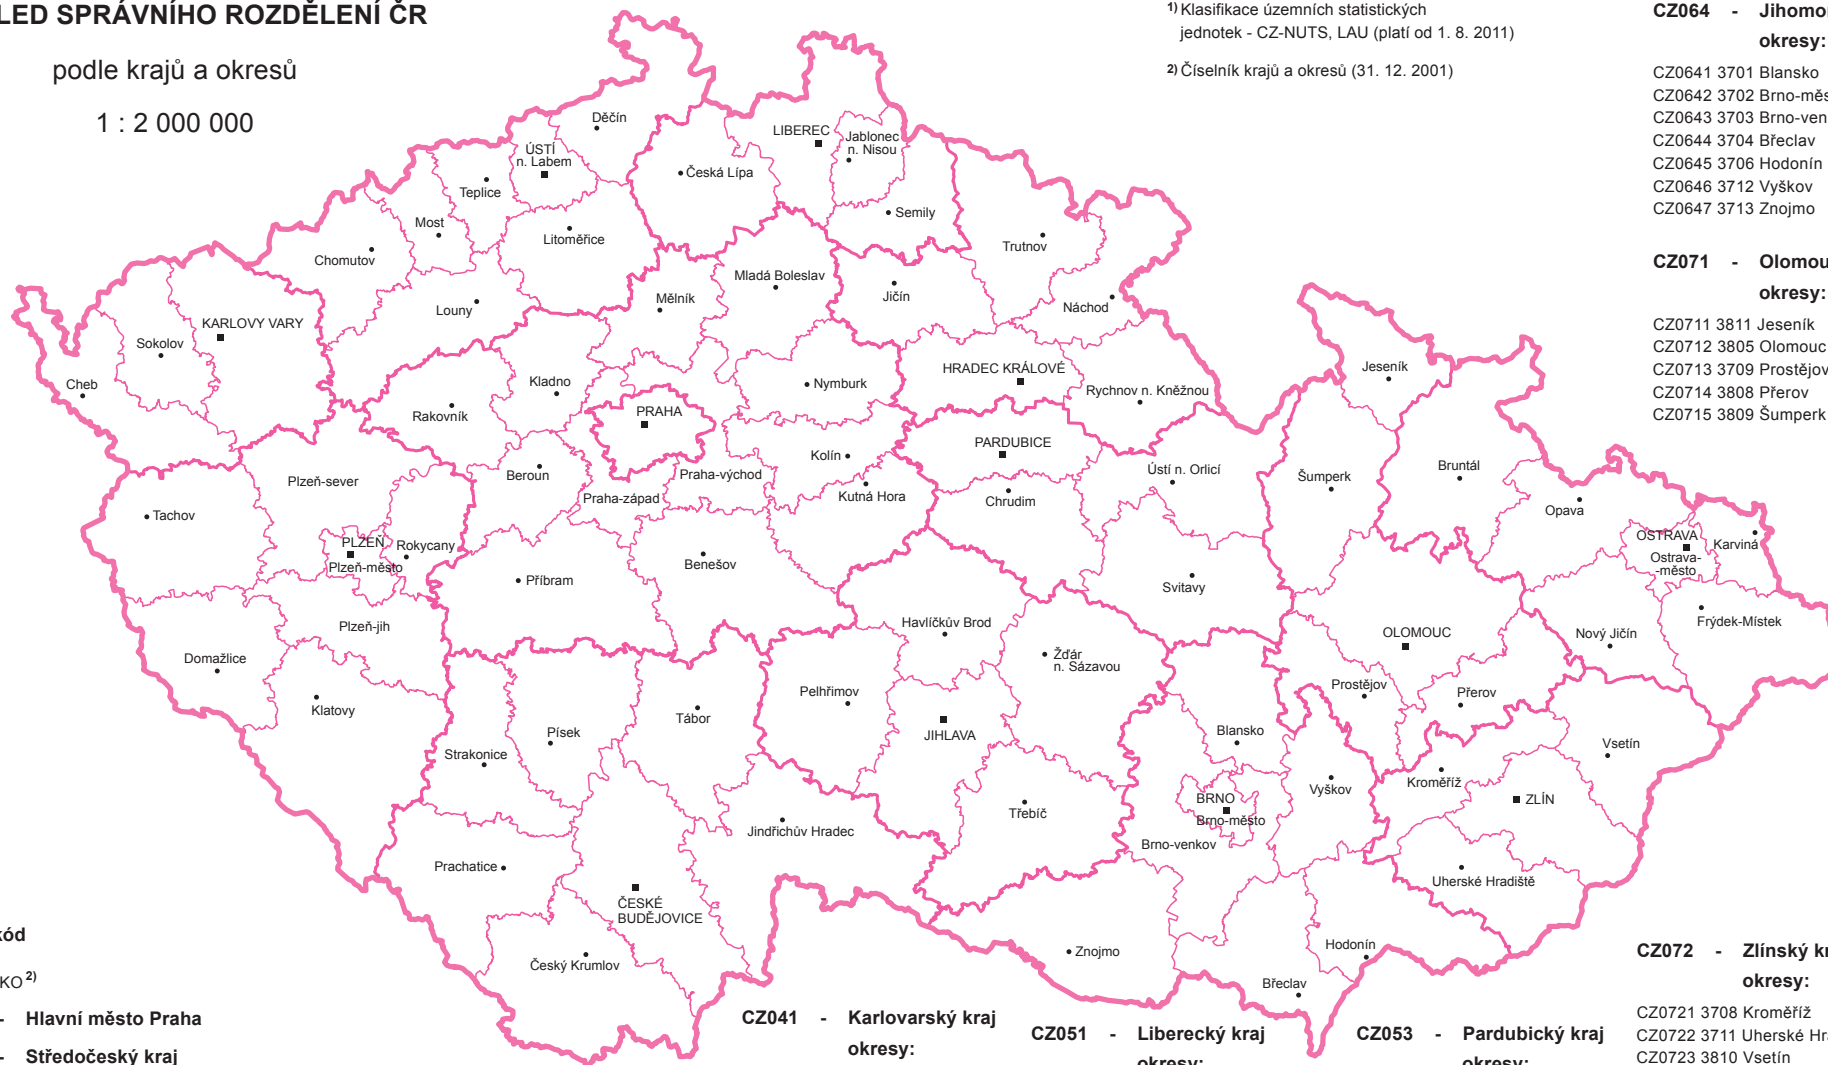 LED SPRÁVNÍHO ROZDĚLENÍ ČR
podle krajů a okresů
1 : 2 000 000
1) Klasifikace územních statistických
jednotek - CZ-NUTS, LAU (platí od 1. 8. 2011)
2) Číselník krajů a okresů (31. 12. 2001)
CZ064 - Jihomor
okresy:
CZ0641 3701 Blansko
CZ0642 3702 Brno-měs
CZ0643 3703 Brno-ven
CZ0644 3704 Břeclav
CZ0645 3706 Hodonín
CZ0646 3712 Vyškov
CZ0647 3713 Znojmo
CZ071 - Olomou
okresy:
CZ0711 3811 Jeseník
CZ0712 3805 Olomouc
CZ0713 3709 Prostějov
CZ0714 3808 Přerov
CZ0715 3809 Šumperk
Děčín
LIBEREC
Jablonec
n. Nisou
ÚSTÍ
n. Labem
Česká Lípa
Teplice
Semily
Most
Litoměřice
Trutnov
Chomutov
Mladá Boleslav
Mělník
Jičín
Náchod
Louny
KARLOVY VARY
Sokolov
Cheb
Kladno
Nymburk
HRADEC KRÁLOVÉ
Rychnov n. Kněžnou
Jeseník
Rakovník
PRAHA
PARDUBICE
Kolín
Beroun
Praha-východ
Praha-západ
Kutná Hora
Chrudim
Ústí n. Orlicí
Šumperk
Bruntál
Plzeň-sever
Tachov
Opava
PLZEŇ
Plzeň-město
Rokycany
OSTRAVA
Ostrava-
-město
Karviná
Příbram
Benešov
Svitavy
Plzeň-jih
Havlíčkův Brod
OLOMOUC
Nový Jičín
Frýdek-Místek
Domažlice
Žďár
n. Sázavou
Klatovy
Pelhřimov
Prostějov
Přerov
Tábor
Písek
JIHLAVA
Blansko
Vsetín
Strakonice
Kroměříž
Vyškov
ZLÍN
BRNO
Brno-město
Třebíč
Jindřichův Hradec
Brno-venkov
Prachatice
Uherské Hradiště
ČESKÉ
BUDĚJOVICE
Český Krumlov
Znojmo
Hodonín
Břeclav
kód
KO 2)
- Hlavní město Praha
- Středočeský kraj
CZ041 - Karlovarský kraj
okresy:
CZ051 - Liberecký kraj
okresy:
CZ053 - Pardubický kraj
okresy:
CZ072 - Zlínský kr
okresy:
CZ0721 3708 Kroměříž
CZ0722 3711 Uherské Hra
CZ0723 3810 Vsetín